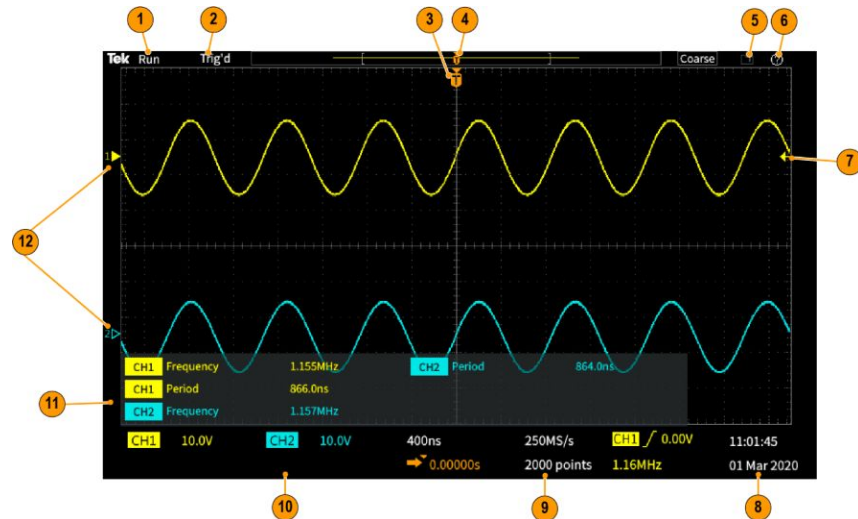 1 2 3 4 5 6
Tek Run Trig'd T Coarse ?
T
1 7
12
2
CH1 Frequency 1.155MHz CH2 Period 864.0ns
CH1 Period 866.0ns
11
CH2 Frequency 1.157MHz
CH1 10.0V CH2 10.0V 400ns 250MS/s CH1 0.00V 11:01:45
0.00000s 2000 points 1.16MHz 01 Mar 2020
10 9 8